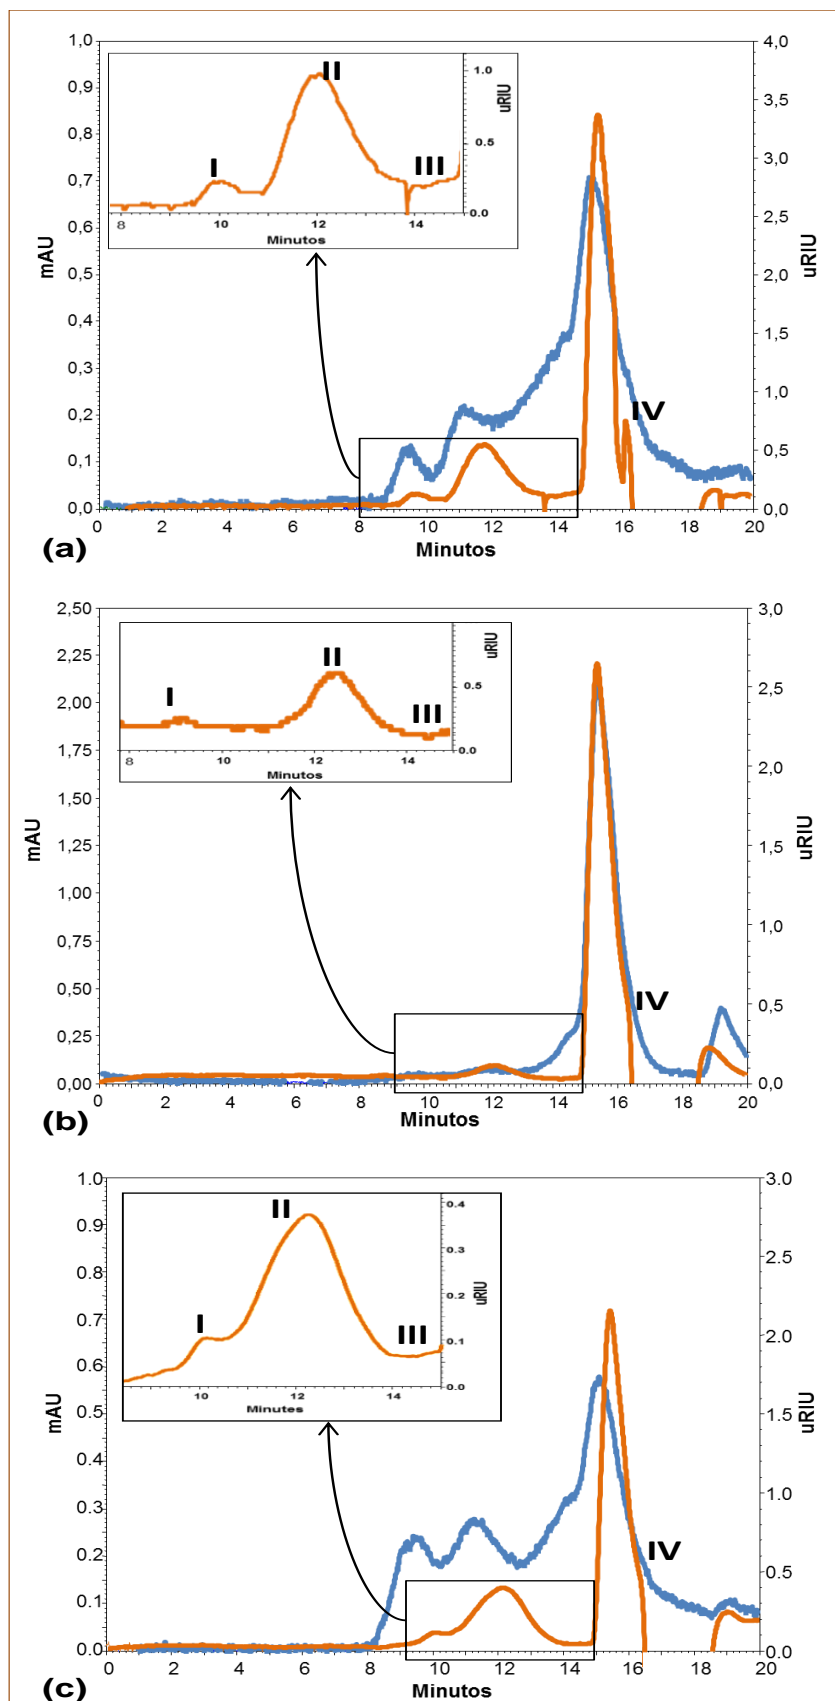 1,0
0,9
0,8
0,7
0,6
0,5
0,4
0,3
0,2
0,1
0,0
mAU
4,0
3,5
3,0
2,5
2,0
1,5
1,0
0,5
0,0
uRIU
I
II
III
1.0
0.5
0.0
uRIU
8 10 12 14
Minutos
IV
0 2 4 6 8 10 12 14 16 18 20
Minutos
(a)
2,50
2,25
2,00
1,75
1,50
1,25
1,00
0,75
0,50
0,25
0,00
mAU
3,0
2,5
2,0
1,5
1,0
0,5
0,0
uRIU
I
II
III
0.5
0.0
uRIU
8 10 12 14
Minutos
IV
0 2 4 6 8 10 12 14 16 18 20
Minutos
(b)
1.0
0.9
0.8
0.7
0.6
0.5
0.4
0.3
0.2
0.1
0.0
mAU
3.0
2.5
2.0
1.5
1.0
0.5
0.0
uRIU
I
II
III
0.4
0.3
0.2
0.1
0.0
uRIU
10 12 14
Minutes
IV
0 2 4 6 8 10 12 14 16 18 20
Minutos
(c)